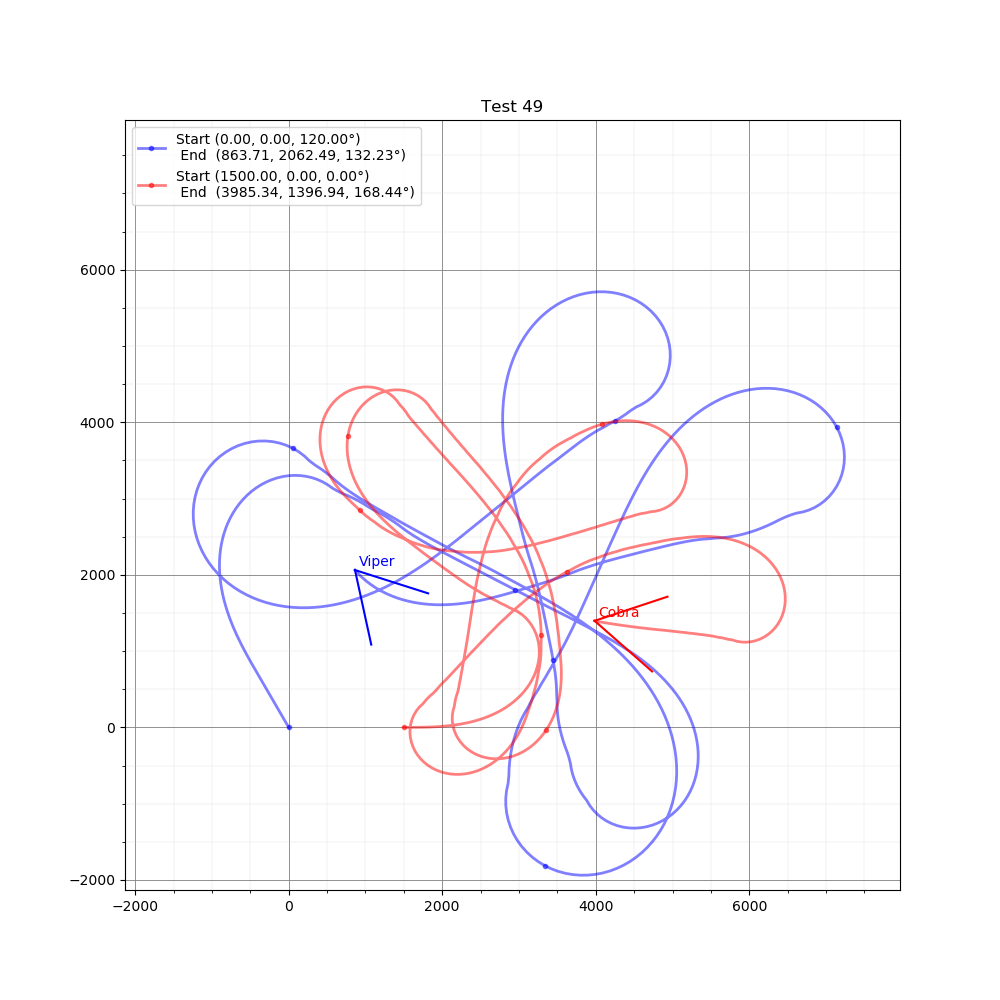 Test 49
Start (0.00, 0.00, 120.00°)
End  (863.71, 2062.49, 132.23°)
Start (1500.00, 0.00, 0.00°)
End  (3985.34, 1396.94, 168.44°)
6000
4000
Viper
2000
Cobra
0
−2000
−2000 0 2000 4000 6000